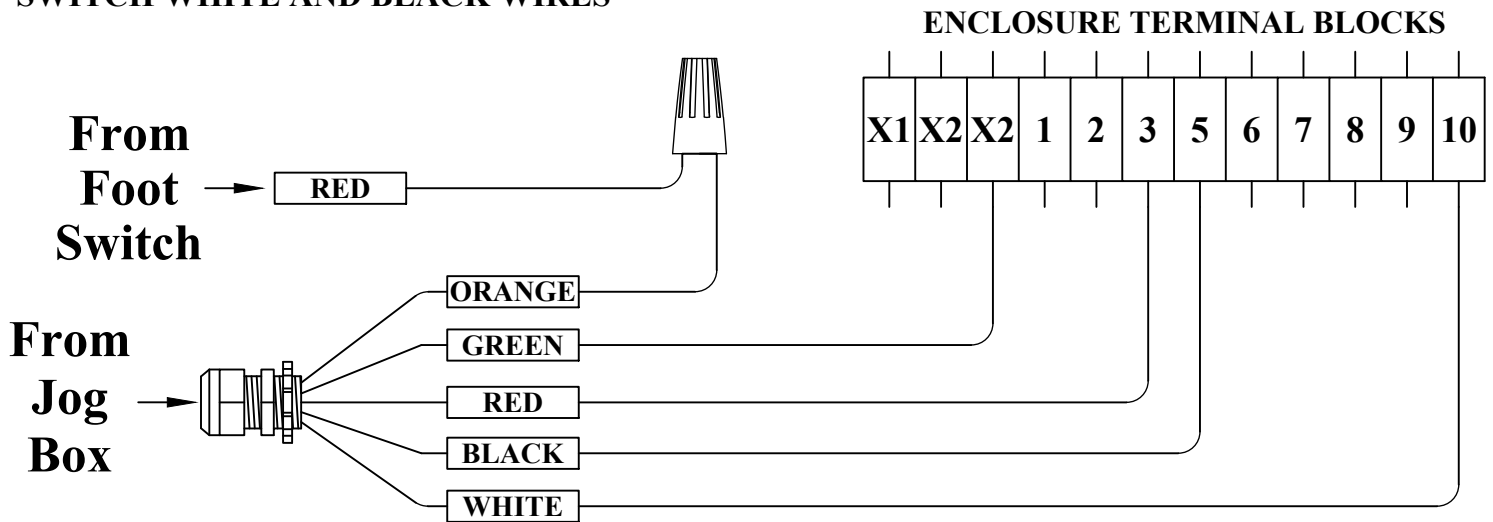 SWITCH WHITE AND BLACK WIRES
ENCLOSURE TERMINAL BLOCKS
X1 X2 X2 1 2 3 5 6 7 8 9 10
From
Foot
Switch
RED
From
Jog
Box
ORANGE
GREEN
RED
BLACK
WHITE